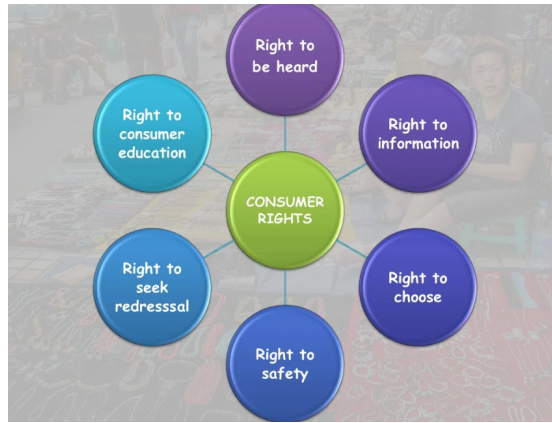 Right to
be heard
Right to
information
Right to
choose
Right to
safety
Right to
seek
redresssal
Right to
consumer
education
CONSUMER
RIGHTS